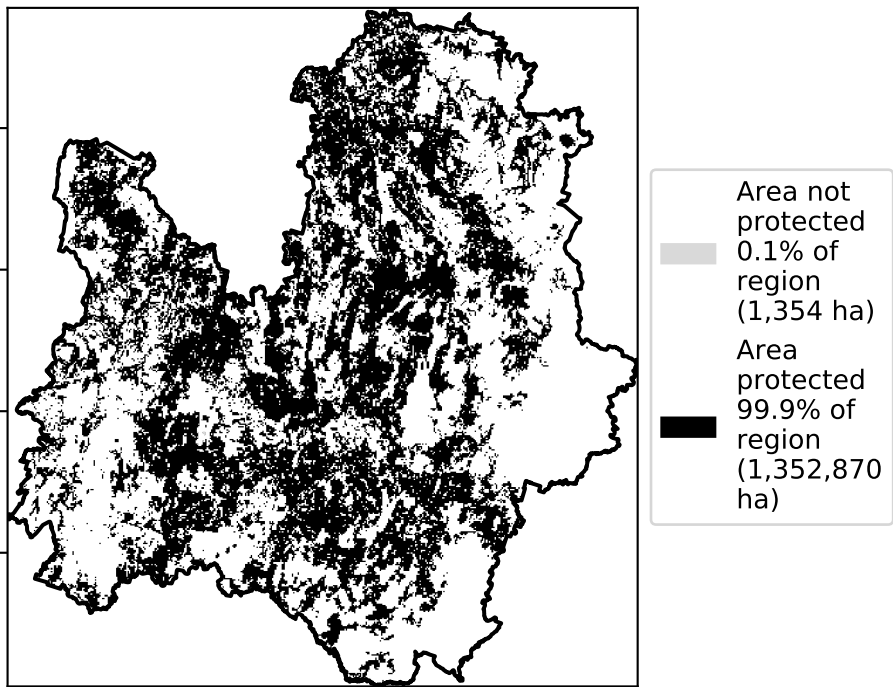 Area not
protected
0.1% of
region
(1,354 ha)
Area
protected
99.9% of
region
(1,352,870
ha)